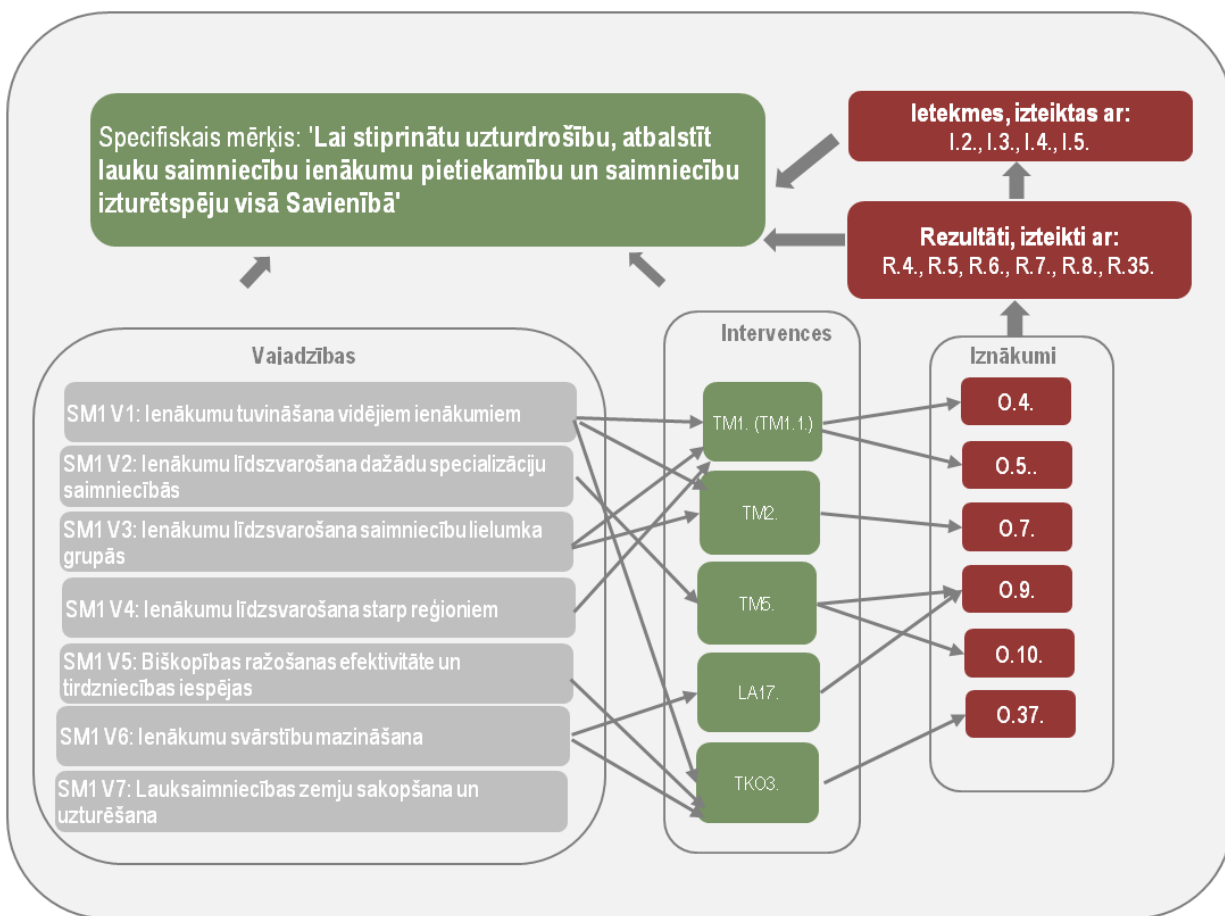 Specifiskais mērķis: 'Lai stiprinātu uzturdrošību, atbalstīt
lauku saimniecību ienākumu pietiekamību un saimniecību
izturētspēju visā Savienībā'
Ietekmes, izteiktas ar:
I.2., I.3., I.4., I.5.
Rezultāti, izteikti ar:
R.4., R.5, R.6., R.7., R.8., R.35.
Vajadzības
SM1 V1: Ienākumu tuvināšana vidējiem ienākumiem
SM1 V2: Ienākumu līdszvarošana dažādu specializāciju
saimniecībās
SM1 V3: Ienākumu līdzsvarošana saimniecību lielumka
grupās
SM1 V4: Ienākumu līdzsvarošana starp reģioniem
SM1 V5: Biškopības ražošanas efektivitāte un
tirdzniecības iespējas
SM1 V6: Ienākumu svārstību mazināšana
SM1 V7: Lauksaimniecības zemju sakopšana un
uzturēšana
Intervences
TM1. (TM1.1.)
TM2.
TM5.
LA17.
TKO3.
Iznākumi
O.4.
O.5..
O.7.
O.9.
O.10.
O.37.